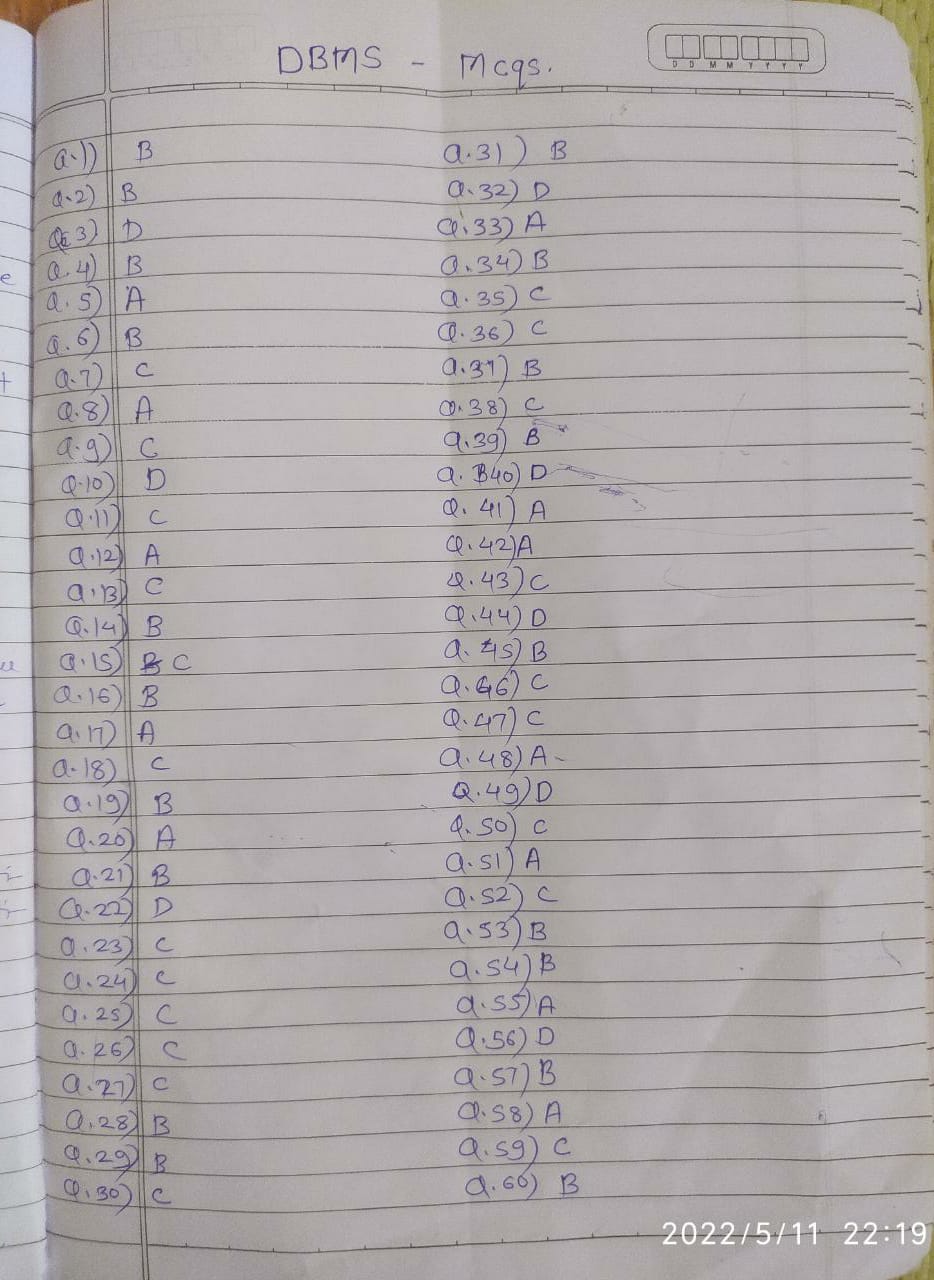 DBMS - Mcqs.
D D M M Y Y Y Y
Q.1) B
Q.2) B
Q.3) D
Q.4) B
Q.5) A
Q.6) B
Q.7) C
Q.8) A
Q.9) C
Q.10) D
Q.11) C
Q.12) A
Q.13) C
Q.14) B
Q.15) C
Q.16) B
Q.17) A
Q.18) C
Q.19) B
Q.20) A
Q.21) B
Q.22) D
Q.23) C
Q.24) C
Q.25) C
Q.26) C
Q.27) C
Q.28) B
Q.29) B
Q.30) C
Q.31) B
Q.32) D
Q.33) A
Q.34) B
Q.35) C
Q.36) C
Q.37) B
Q.38) C
Q.39) B
Q.40) D
Q.41) A
Q.42) A
Q.43) C
Q.44) D
Q.45) B
Q.46) C
Q.47) C
Q.48) A
Q.49) D
Q.50) C
Q.51) A
Q.52) C
Q.53) B
Q.54) B
Q.55) A
Q.56) D
Q.57) B
Q.58) A
Q.59) C
Q.60) B
2022/5/11 22:19